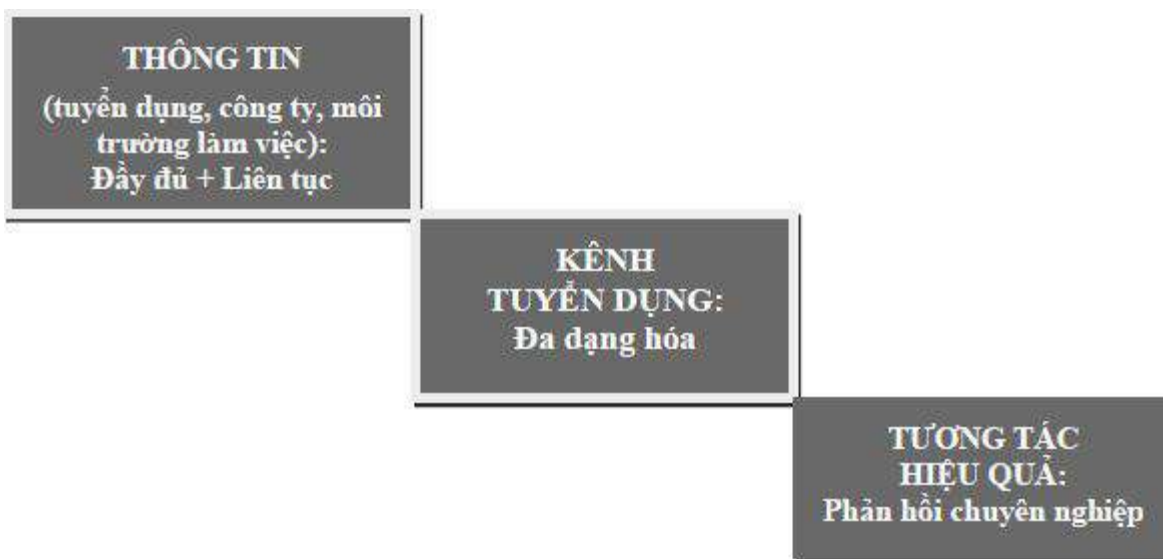 THÔNG TIN
(tuyển dụng, công ty, môi
trường làm việc):
Đầy đủ + Liên tục
KÊNH
TUYỂN DỤNG:
Đa dạng hóa
TƯƠNG TÁC
HIỆU QUẢ:
Phản hồi chuyên nghiệp